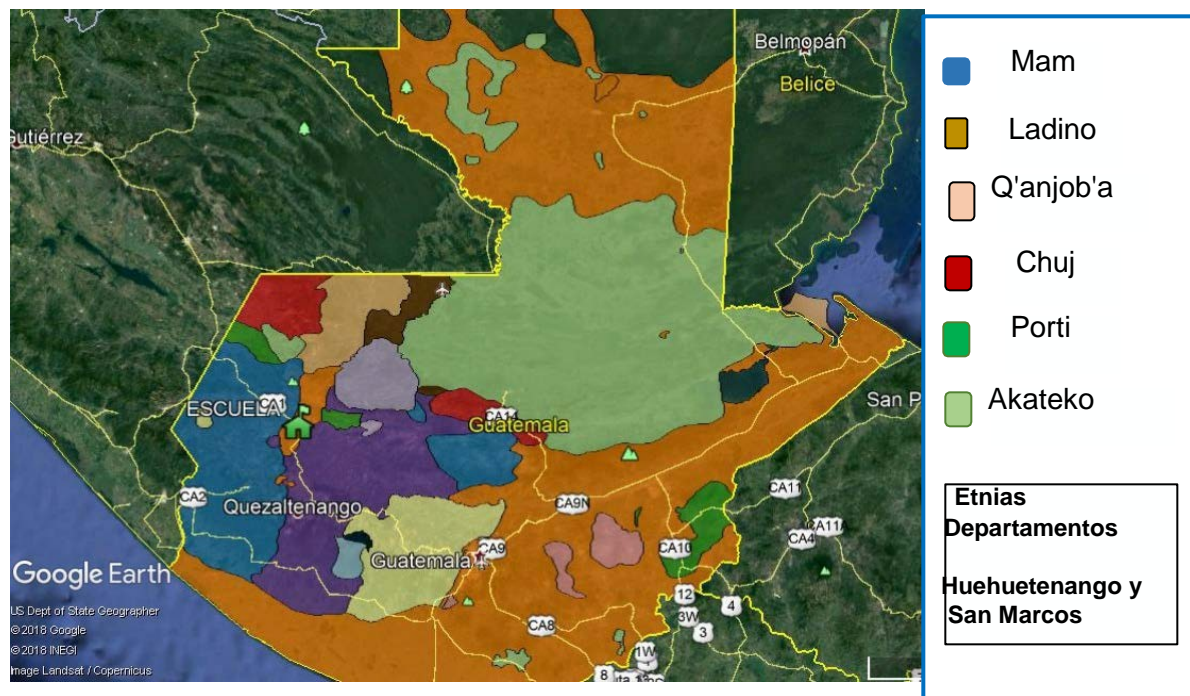 Belmopán
Belice
Gutiérrez
ESCUELA
CA1
CA14
Guatemala
San P
CA2
Quezaltenango
CA9N
CA11
CA11A
CA4
Guatemala
CA9
CA10
Google Earth
US Dept of State Geographer
©2018 Google
©2018 INEGI
Image Landsat / Copernicus
12
3W
4
3
CA8
1W
8
Mam
Ladino
Q'anjob'a
Chuj
Porti
Akateko
Etnias
Departamentos
Huehuetenango y
San Marcos